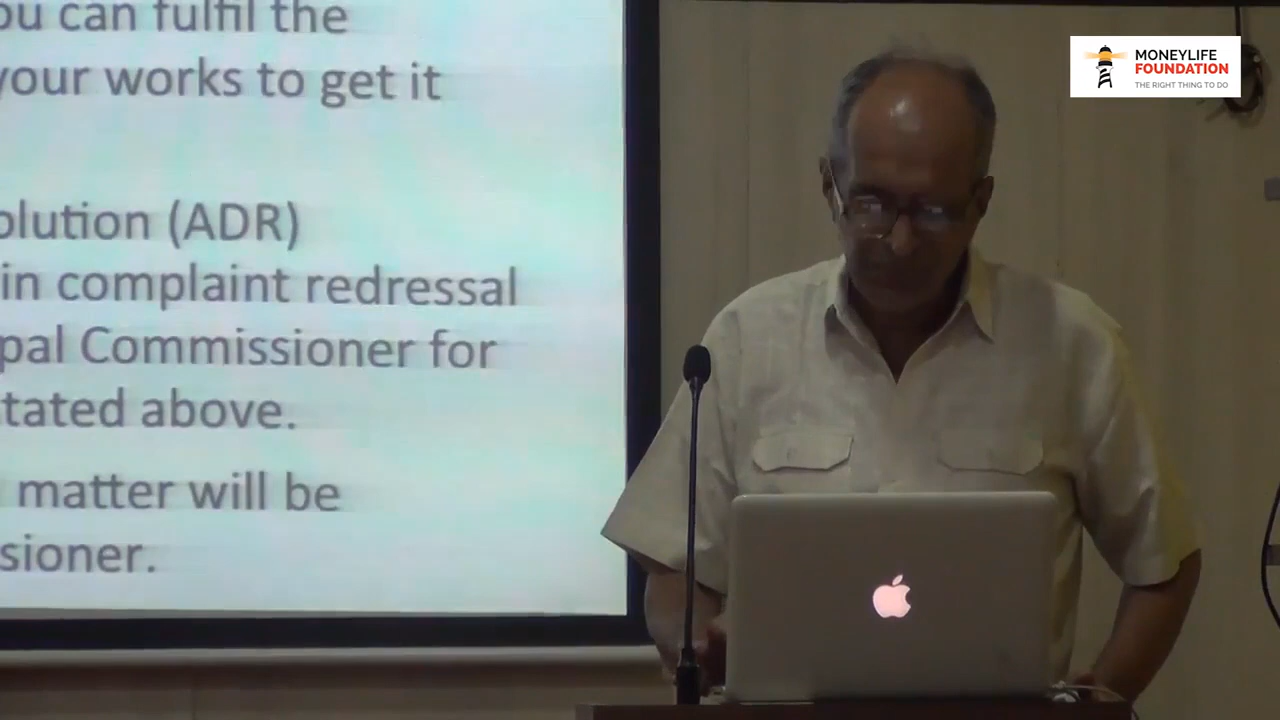 ou can fulfil the
your works to get it
olution (ADR)
in complaint redressal
pal Commissioner for
tated above.
matter will be
sioner.
MONEYLIFE
FOUNDATION
THE RIGHT THING TO DO